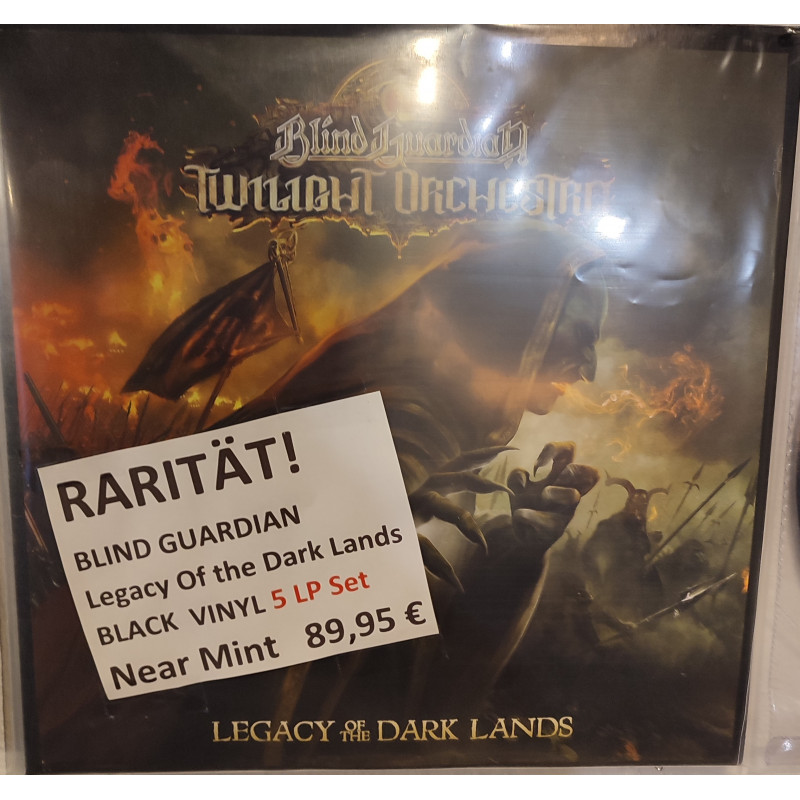 Blind Guardian
Twilight Orchestra
RARITÄT!
BLIND GUARDIAN
Legacy Of the Dark Lands
BLACK VINYL 5 LP Set
Near Mint 89,95 €
LEGACY OF THE DARK LANDS